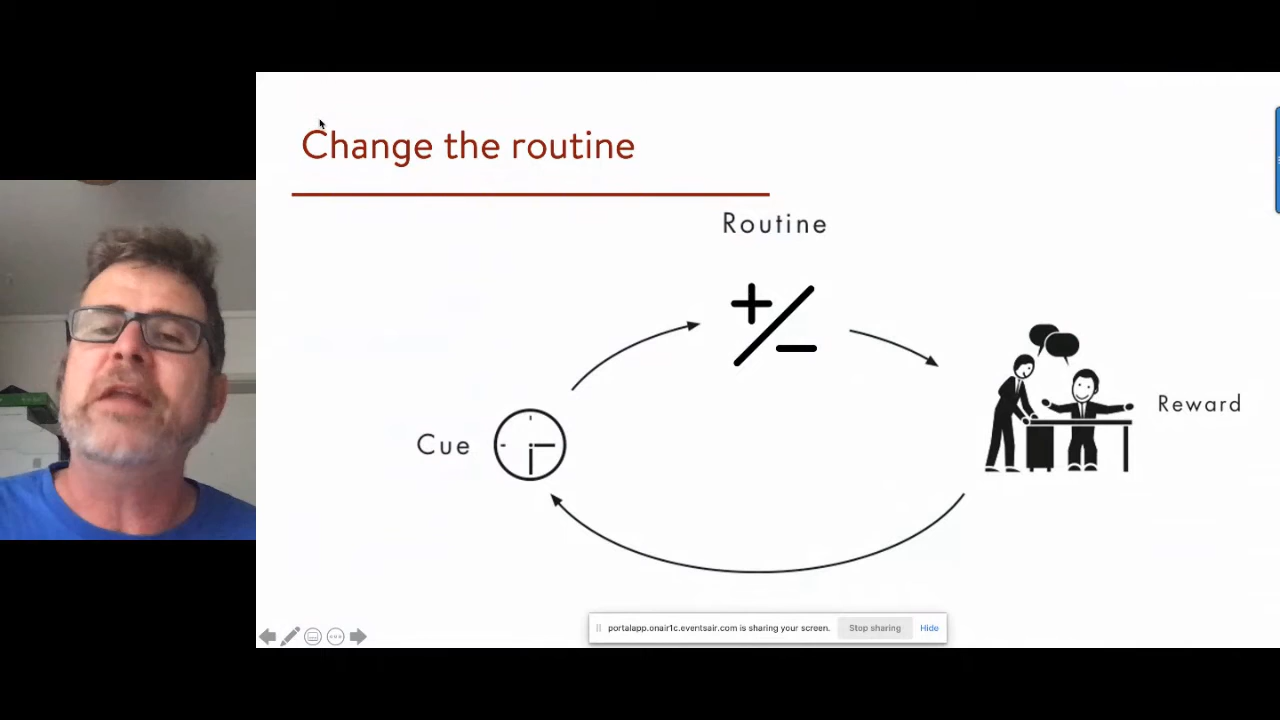 Change the routine
Routine
Cue
Reward
portalapp.onair1c.eventsair.com is sharing your screen.
Stop sharing
Hide